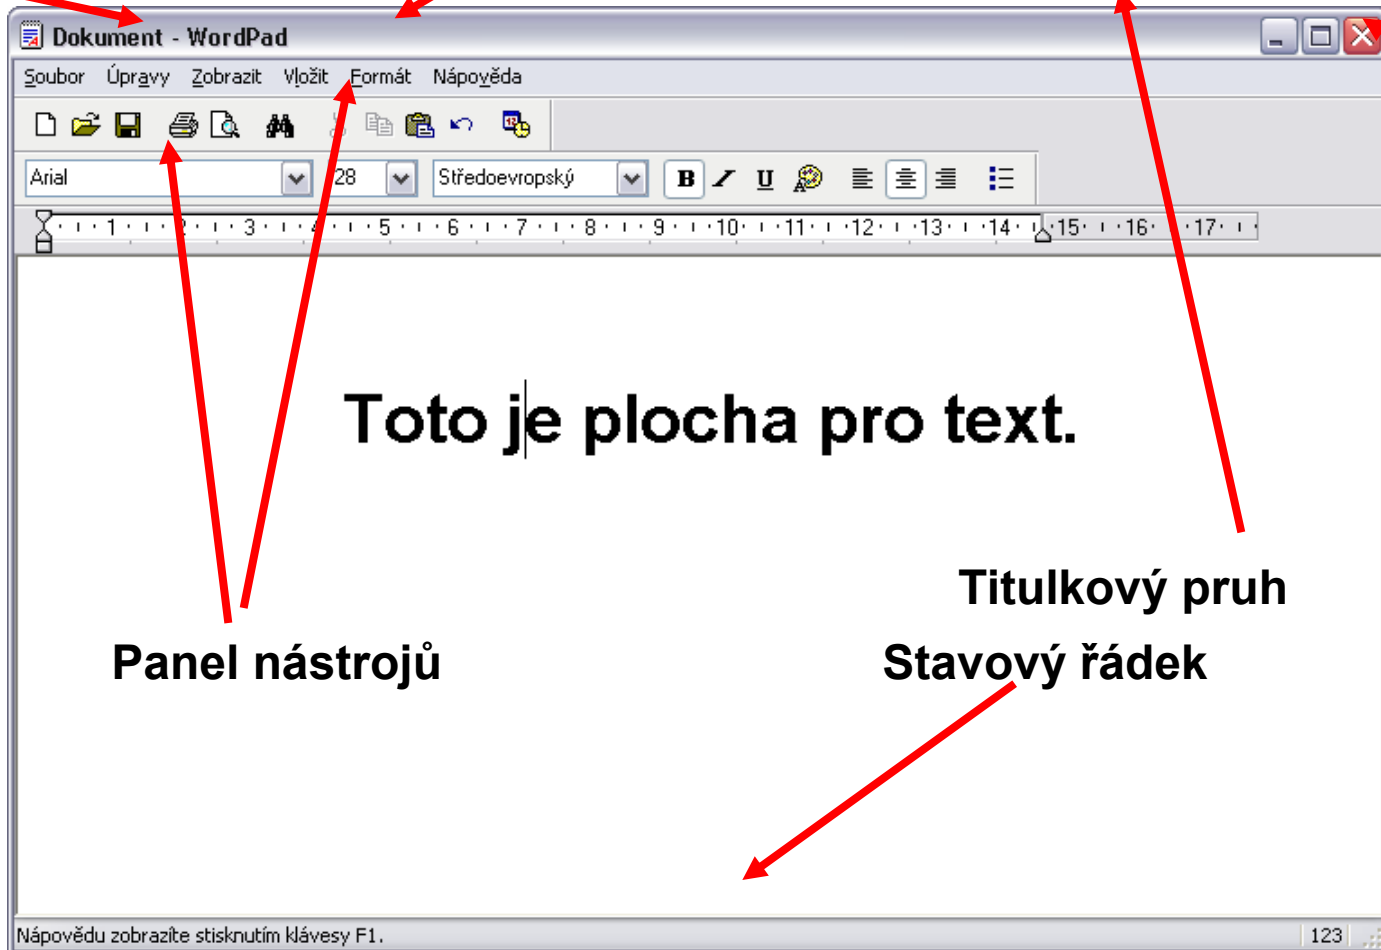 Dokument - WordPad
Soubor Úpravy Zobrazit Vložit Formát Nápověda
Arial 28 Středoevropský B U
1 2 3 4 5 6 7 8 9 10 11 12 13 14 15 16 17
Toto je plocha pro text.
Titulkový pruh
Panel nástrojů Stavový řádek
Nápovědu zobrazíte stisknutím klávesy F1. 123